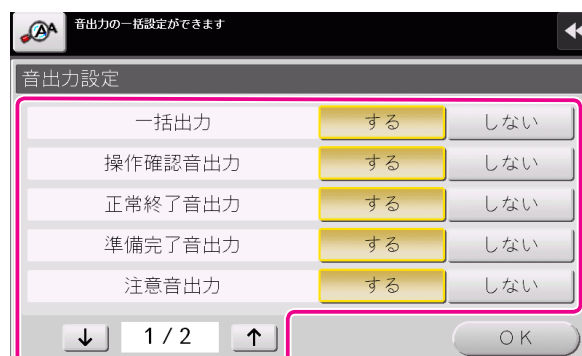 AA
音出力の一括設定ができます
音出力設定
一括出力 する しない
操作確認音出力 する しない
正常終了音出力 する しない
準備完了音出力 する しない
注意音出力 する しない
↓ 1 / 2 ↑ OK